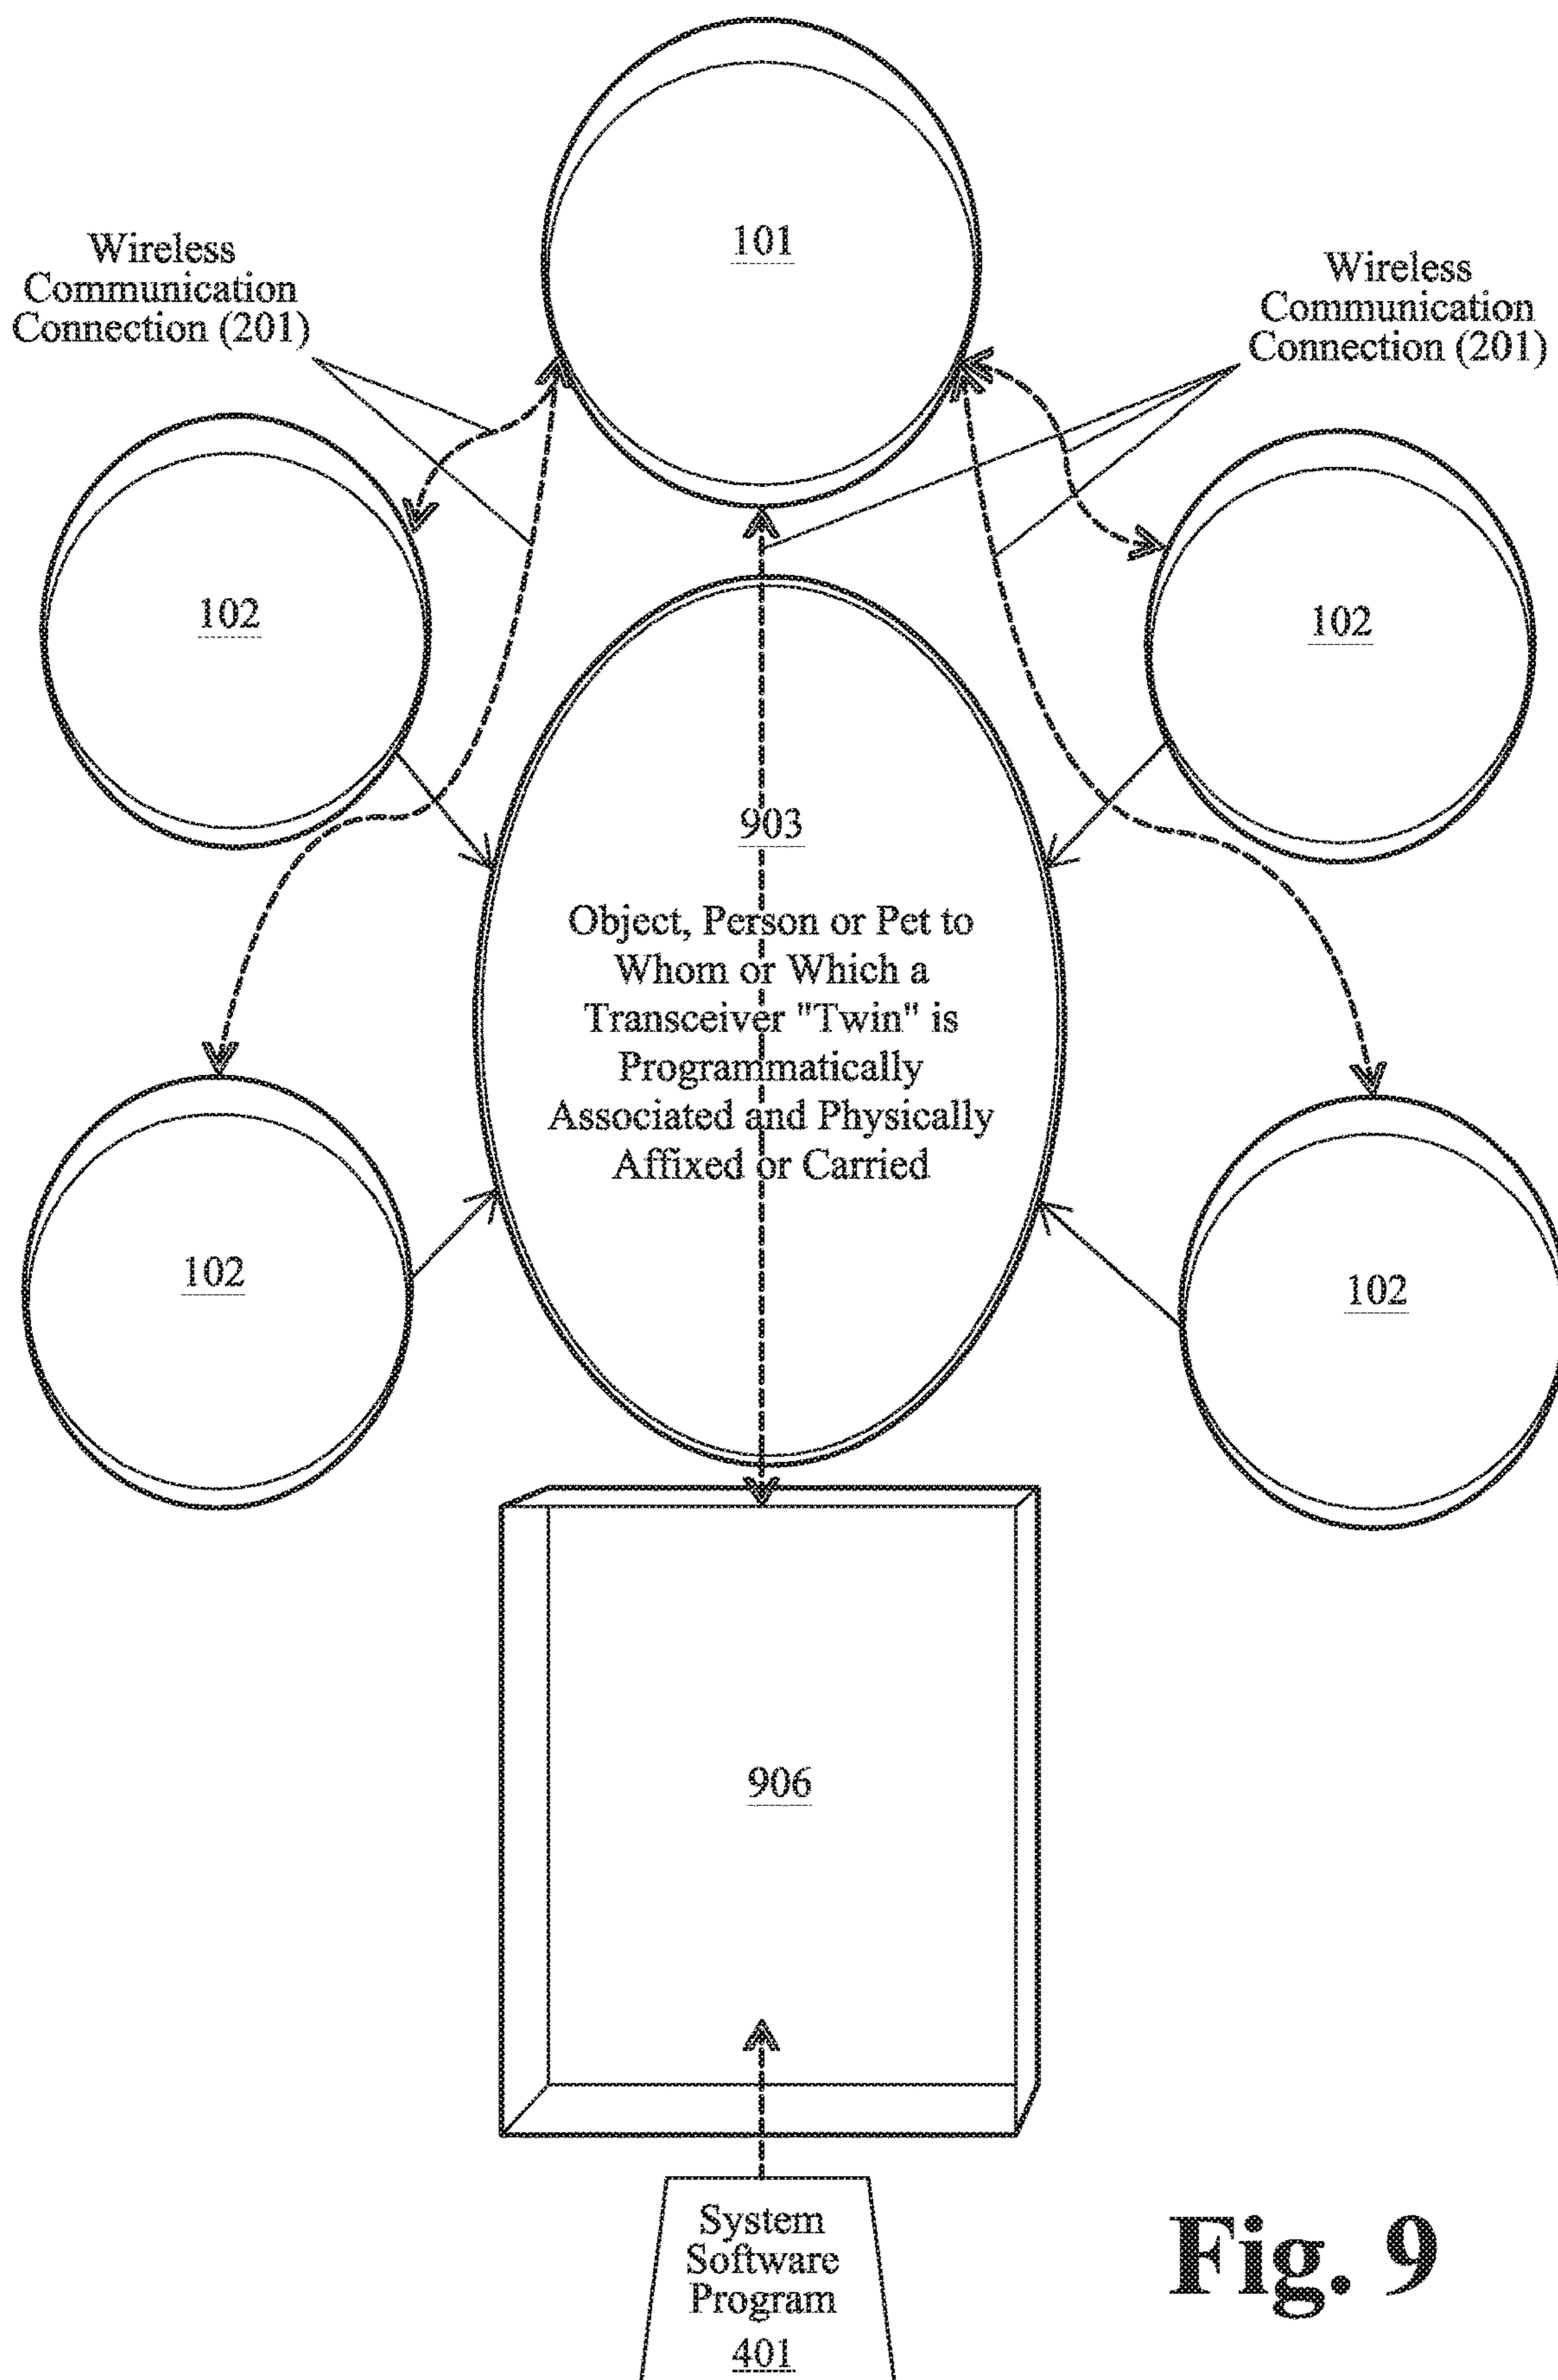 101
Wireless
Communication
Connection (201)
Wireless
Communication
Connection (201)
102
102
903
Object, Person or Pet to
Whom or Which a
Transceiver "Twin" is
Programmatically
Associated and Physically
Affixed or Carried
102
102
906
System
Software
Program
401
Fig. 9